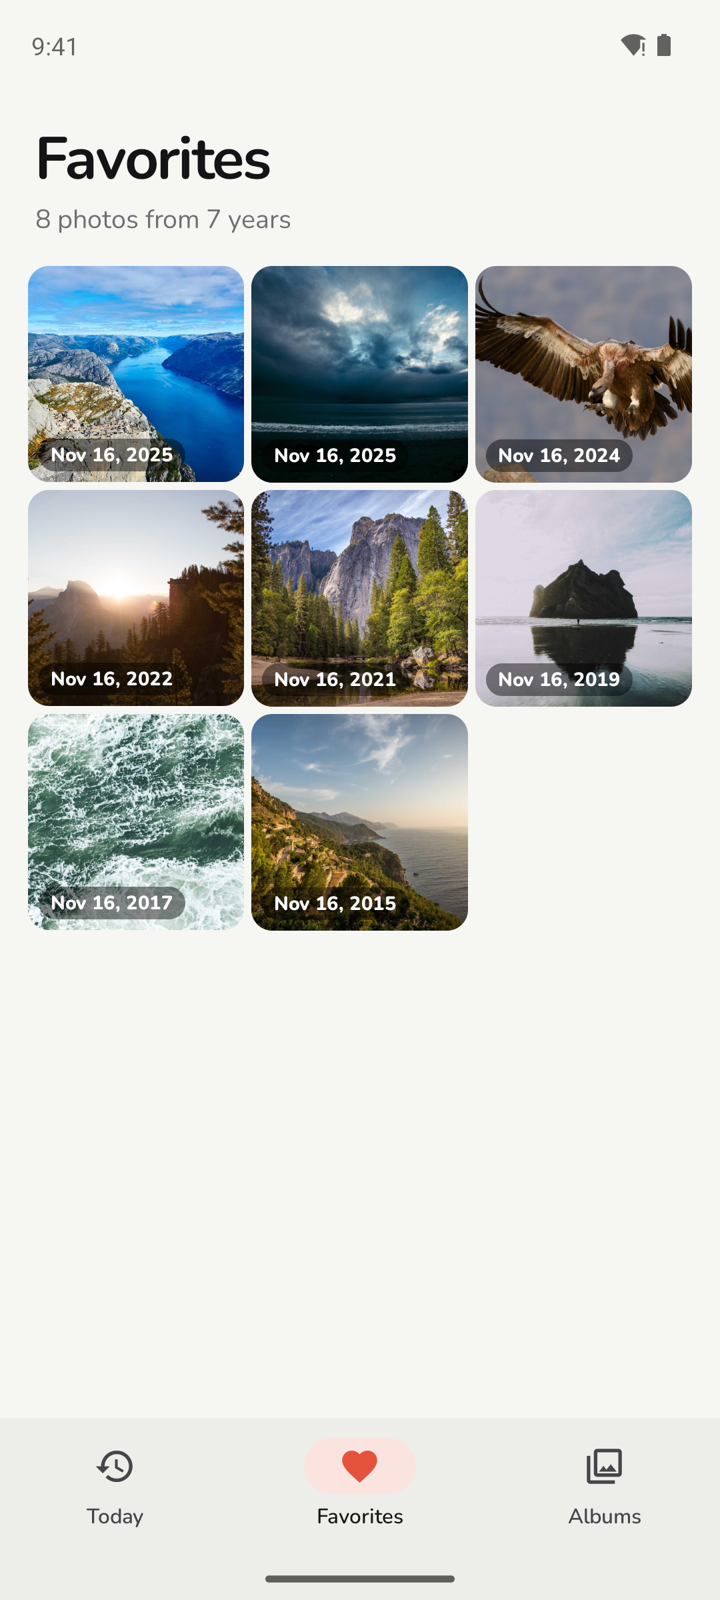 9:41
Favorites
8 photos from 7 years
Nov 16, 2025
Nov 16, 2025
Nov 16, 2024
Nov 16, 2022
Nov 16, 2021
Nov 16, 2019
Nov 16, 2017
Nov 16, 2015
Today
Favorites
Albums